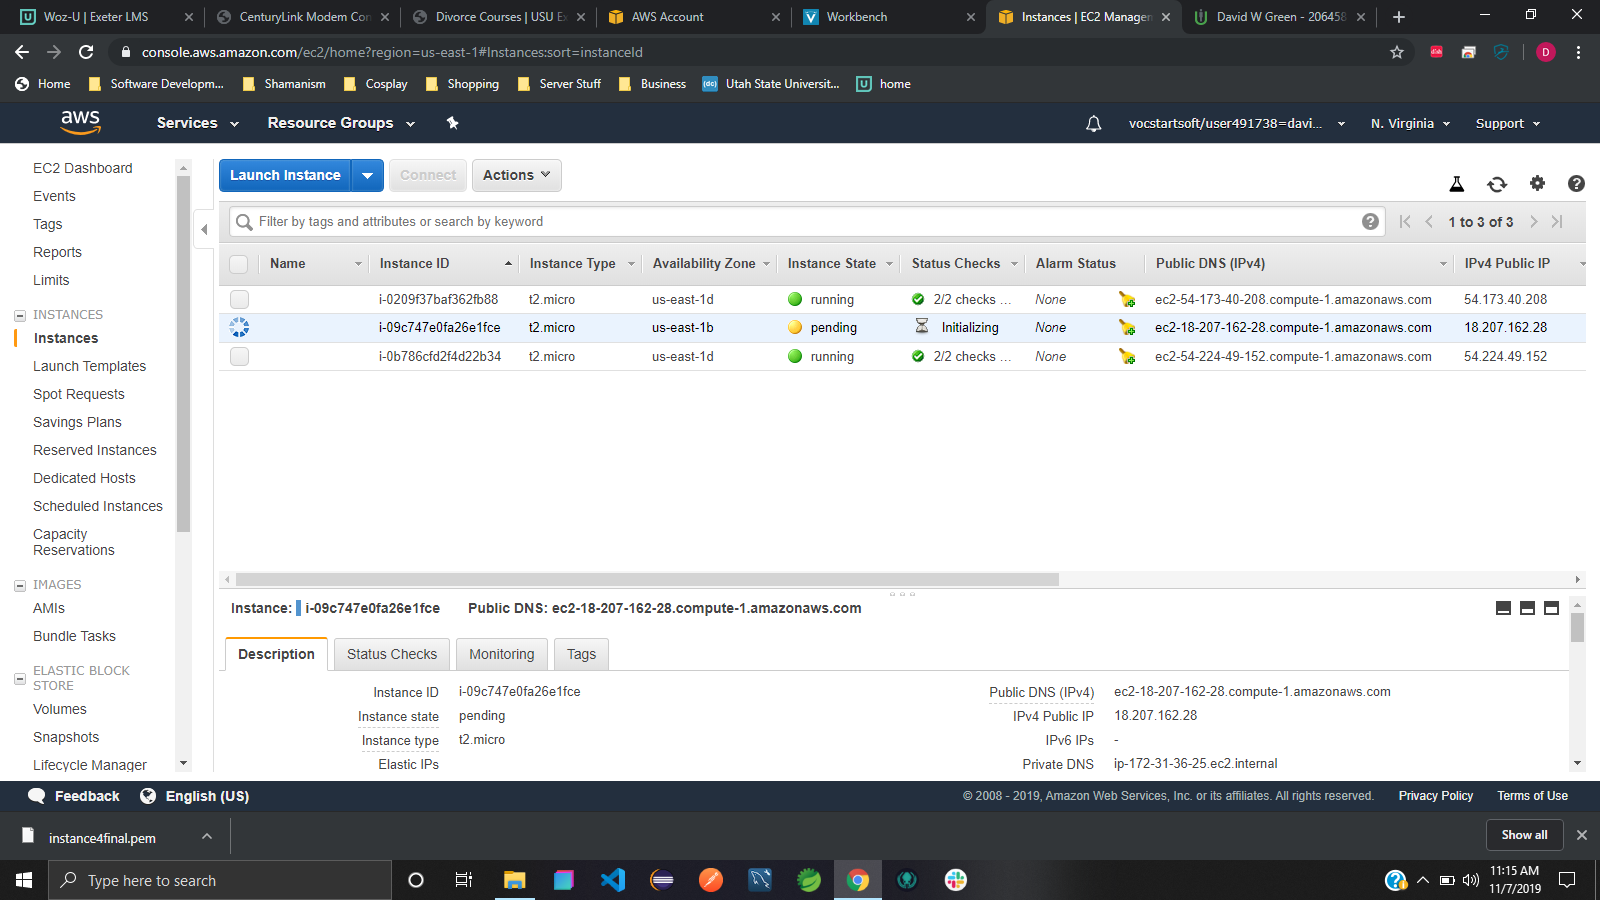 Woz-U | Exeter LMS
CenturyLink Modem Con
Divorce Courses | USU Ex
AWS Account
Workbench
Instances | EC2 Managem
David W Green - 206458
console.aws.amazon.com/ec2/home?region=us-east-1#Instances:sort=instanceId
D
Home
Software Developm...
Shamanism
Cosplay
Shopping
Server Stuff
Business
Utah State Universit...
home
aws
Services
Resource Groups
vocstartsoft/user491738=davi...
N. Virginia
Support
EC2 Dashboard
Events
Tags
Reports
Limits
INSTANCES
Instances
Launch Templates
Spot Requests
Savings Plans
Reserved Instances
Dedicated Hosts
Scheduled Instances
Capacity
Reservations
IMAGES
AMIs
Bundle Tasks
ELASTIC BLOCK
STORE
Volumes
Snapshots
Lifecycle Manager
Launch Instance
Connect
Actions
Filter by tags and attributes or search by keyword
1 to 3 of 3
Name Instance ID Instance Type Availability Zone Instance State Status Checks Alarm Status Public DNS (IPv4) IPv4 Public IP
i-0209f37baf362fb88 t2.micro us-east-1d running 2/2 checks ... None ec2-54-173-40-208.compute-1.amazonaws.com 54.173.40.208
i-09c747e0fa26e1fce t2.micro us-east-1b pending Initializing None ec2-18-207-162-28.compute-1.amazonaws.com 18.207.162.28
i-0b786cfd2f4d22b34 t2.micro us-east-1d running 2/2 checks ... None ec2-54-224-49-152.compute-1.amazonaws.com 54.224.49.152
Instance: i-09c747e0fa26e1fce Public DNS: ec2-18-207-162-28.compute-1.amazonaws.com
Description
Status Checks
Monitoring
Tags
Instance ID i-09c747e0fa26e1fce
Instance state pending
Instance type t2.micro
Elastic IPs
Public DNS (IPv4) ec2-18-207-162-28.compute-1.amazonaws.com
IPv4 Public IP 18.207.162.28
IPv6 IPs -
Private DNS ip-172-31-36-25.ec2.internal
Feedback
English (US)
© 2008 - 2019, Amazon Web Services, Inc. or its affiliates. All rights reserved.
Privacy Policy
Terms of Use
instance4final.pem
Show all
Type here to search
11:15 AM
11/7/2019